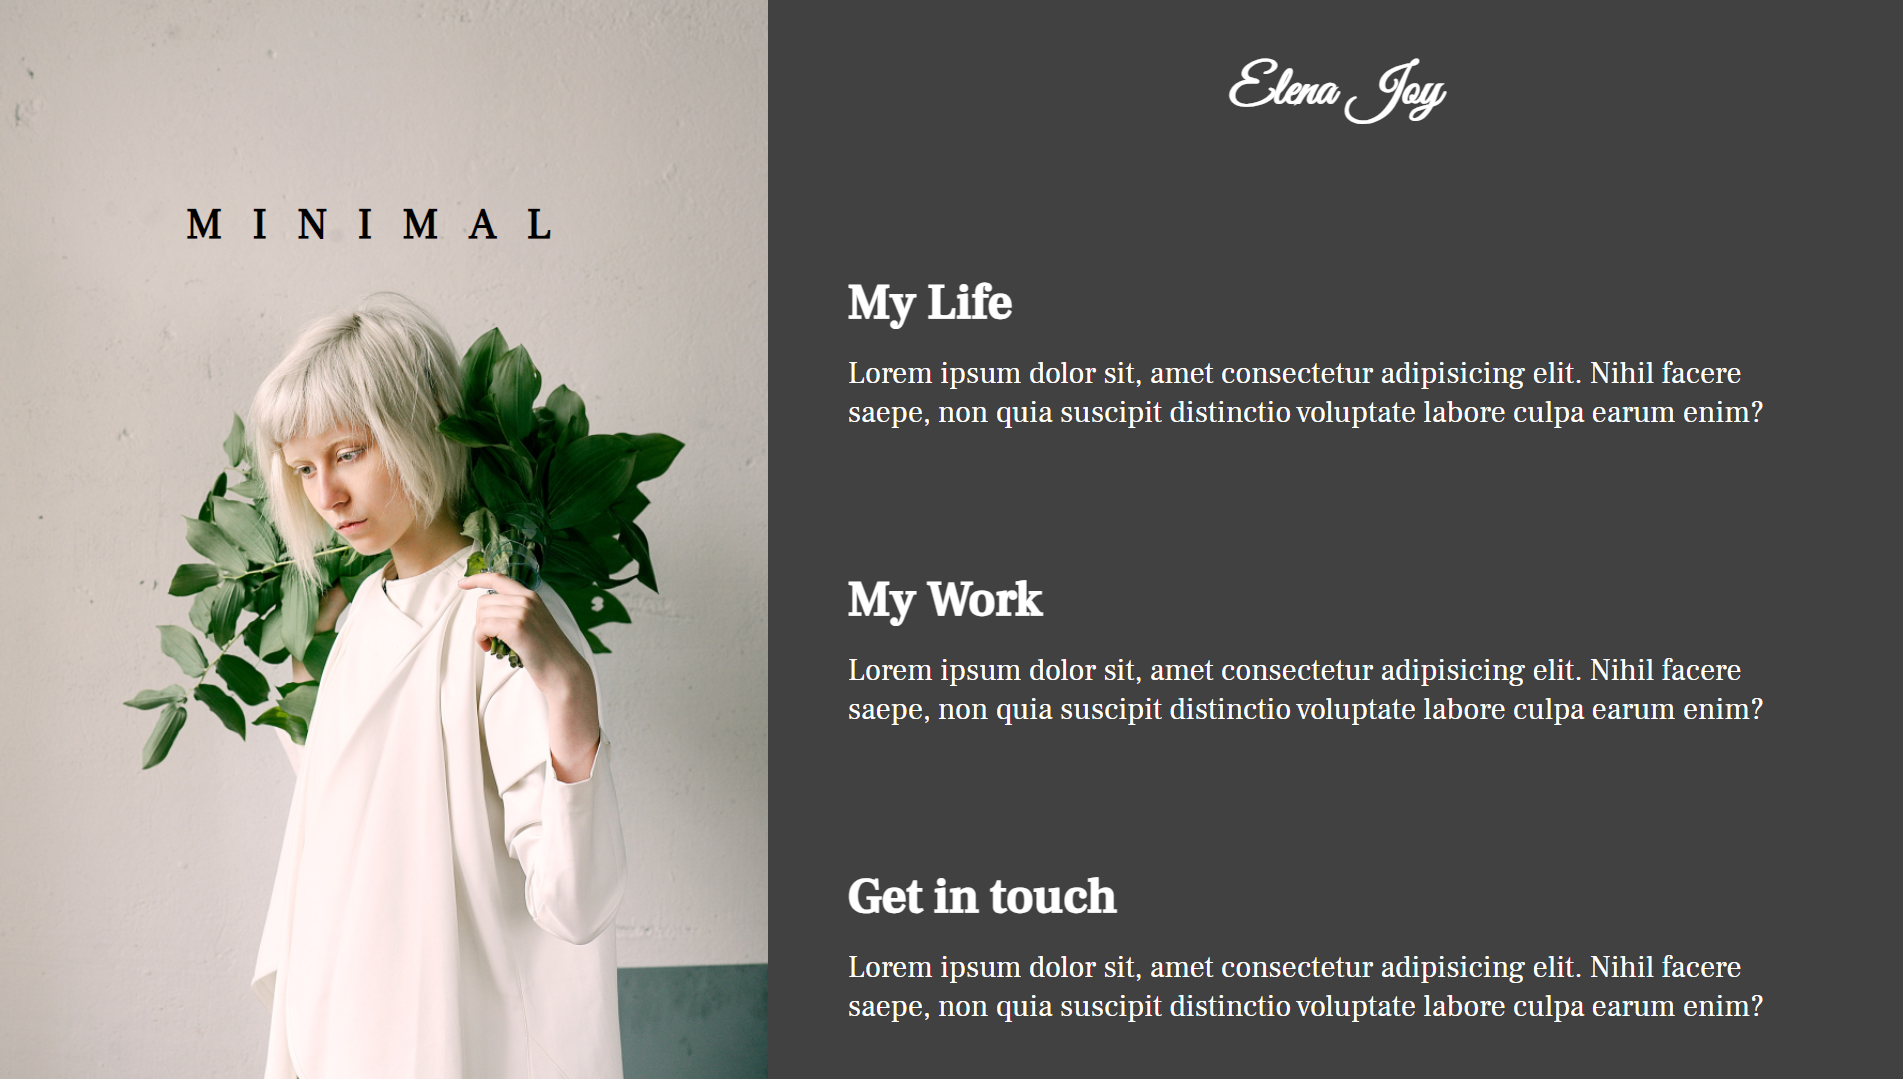 MINIMAL
Elena Joy
My Life
Lorem ipsum dolor sit, amet consectetur adipisicing elit. Nihil facere
saepe, non quia suscipit distinctio voluptate labore culpa earum enim?
My Work
Lorem ipsum dolor sit, amet consectetur adipisicing elit. Nihil facere
saepe, non quia suscipit distinctio voluptate labore culpa earum enim?
Get in touch
Lorem ipsum dolor sit, amet consectetur adipisicing elit. Nihil facere
saepe, non quia suscipit distinctio voluptate labore culpa earum enim?